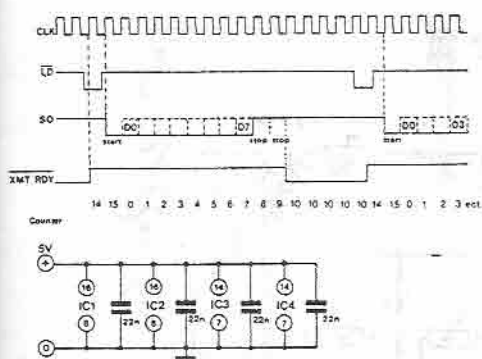 CLK
LD
SO D0 D7 D0 D3
start stop stop start
XMT RDY
14 15 0 1 2 3 4 5 6 7 8 9 10 10 10 10 10 14 15 0 1 2 3 ect.
Counter
5V
+
16 16 14 14
IC1 IC2 IC3 IC4
22n 22n 22n 22n
8 8 7 7
0